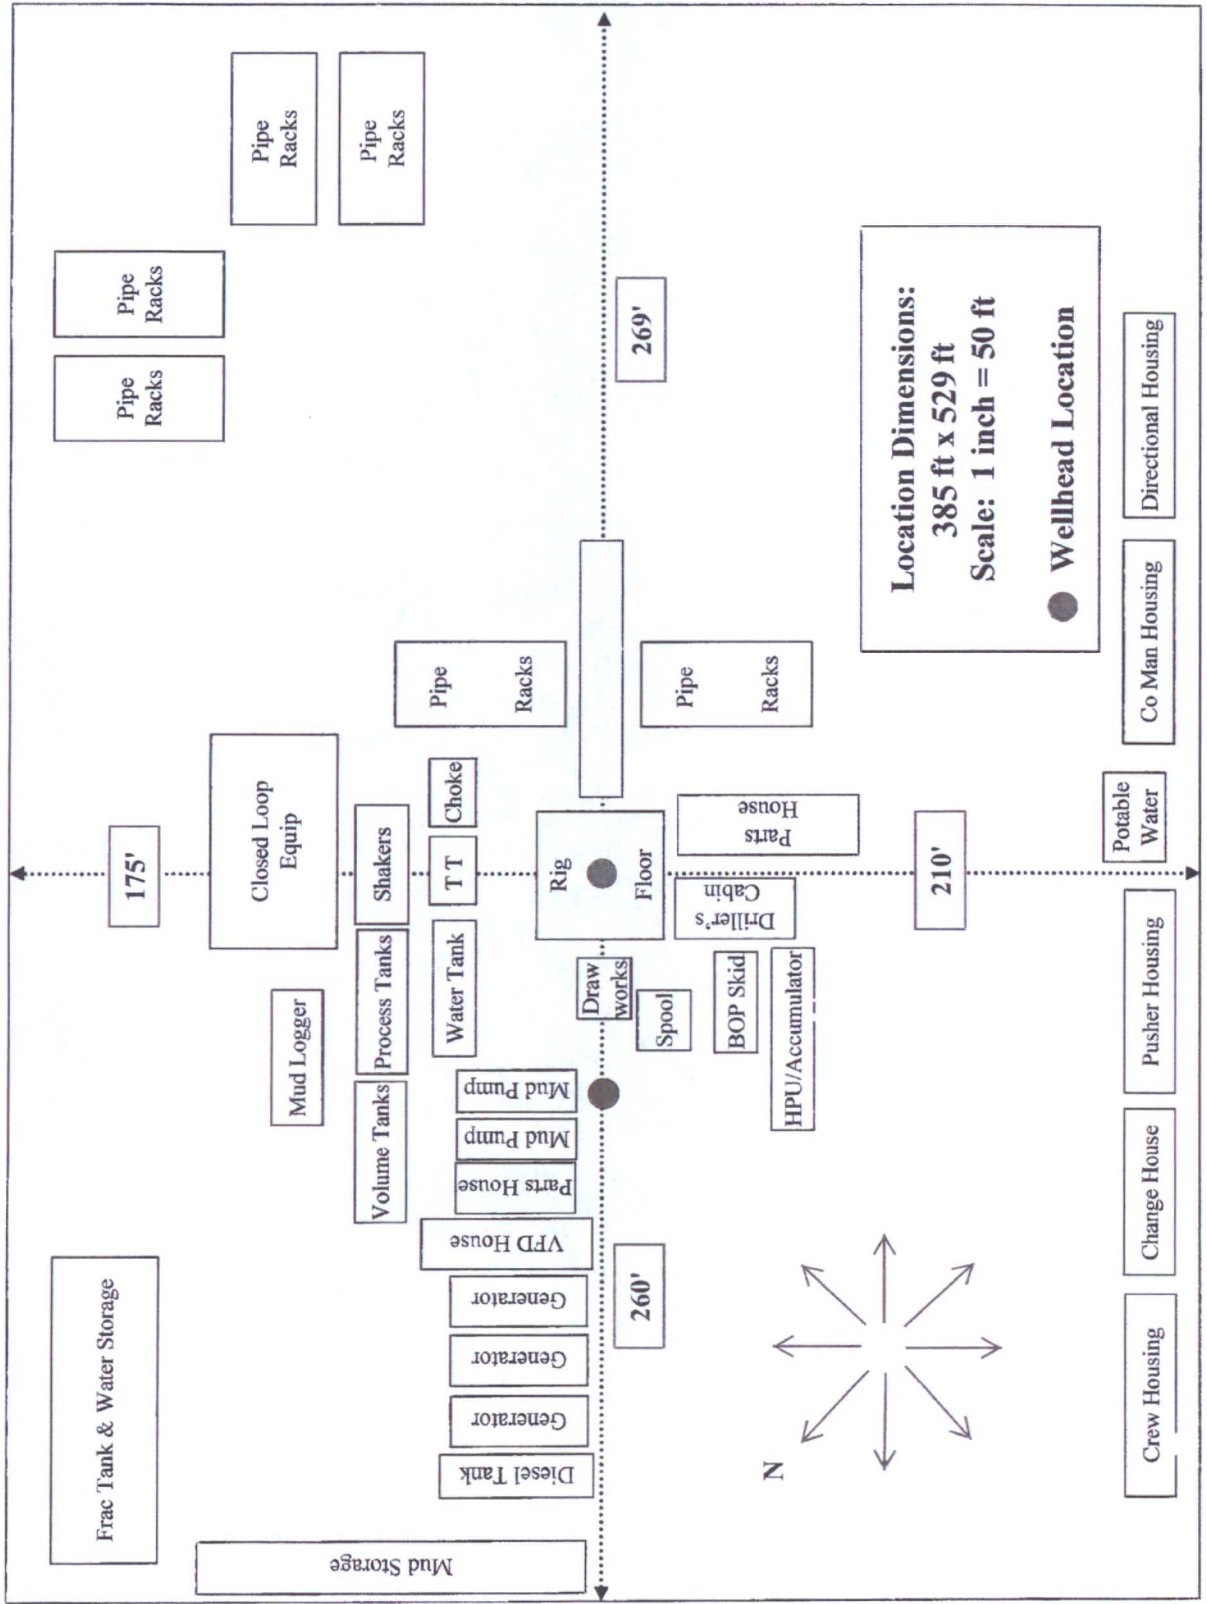 Frac Tank & Water Storage
Mud Storage
Diesel Tank
Generator
Generator
Generator
VFD House
Parts House
Mud Pump
Mud Pump
Volume Tanks
Process Tanks
Shakers
Mud Logger
Water Tank
T T
Choke
Closed Loop
Equip
175'
Pipe
Racks
Pipe
Racks
Pipe
Racks
Pipe
Racks
260'
Draw
works
Spool
Rig
Floor
BOP Skid
HPU/Accumulator
Driller's
Cabin
Parts
House
Pipe
Racks
Pipe
Racks
269'
210'
N
Location Dimensions:
385 ft x 529 ft
Scale: 1 inch = 50 ft
Wellhead Location
Crew Housing
Change House
Pusher Housing
Potable
Water
Co Man Housing
Directional Housing